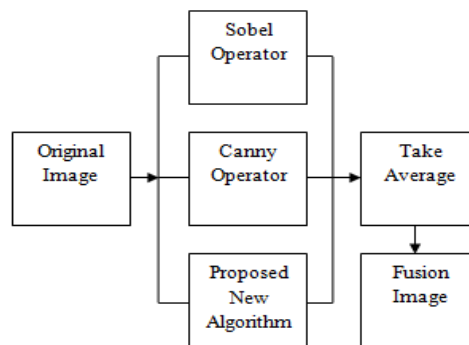 Sobel
Operator
Original
Image
Canny
Operator
Take
Average
Proposed
New
Algorithm
Fusion
Image